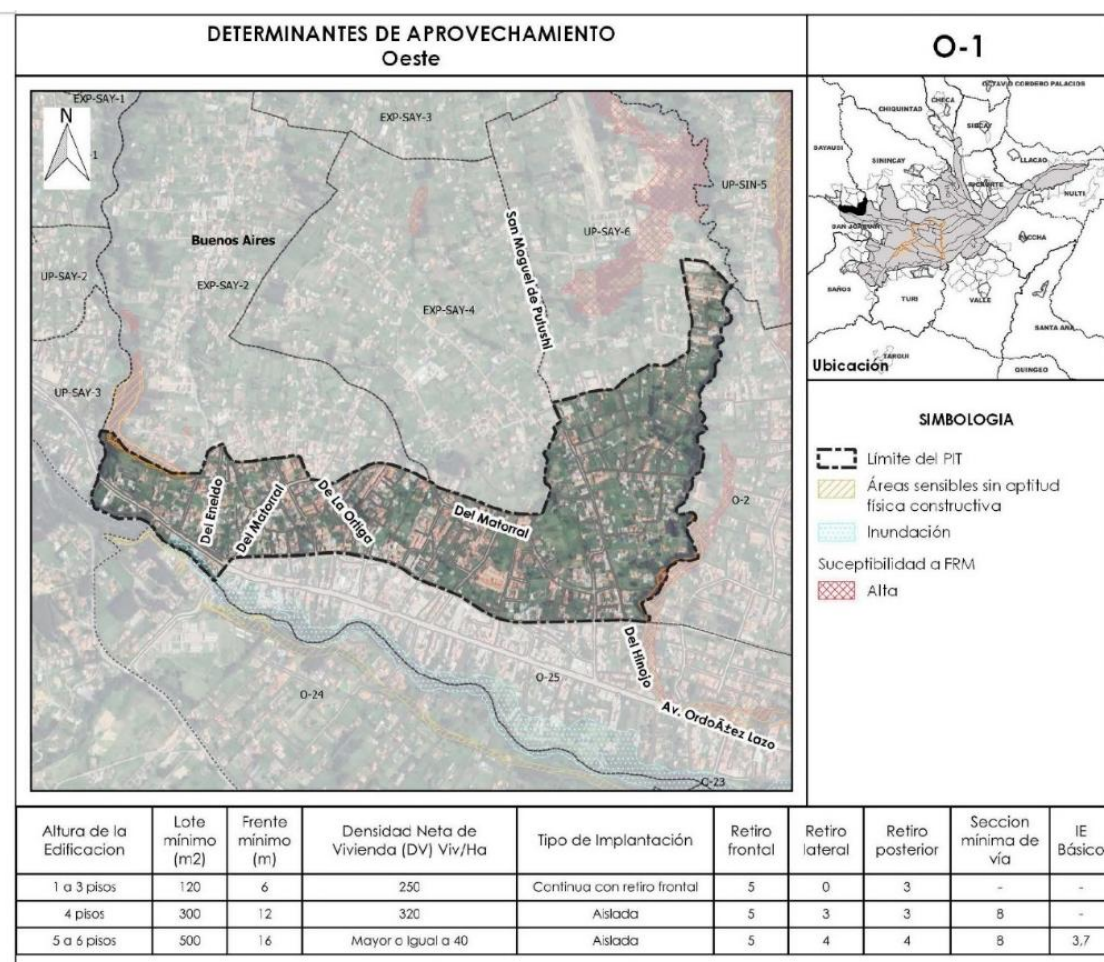 DETERMINANTES DE APROVECHAMIENTO
Oeste
O-1
N
EXP-SAY-1
1
EXP-SAY-3
UP-SIN-5
San Moguel de Putushi
UP-SAY-6
Buenos Aires
UP-SAY-2
EXP-SAY-2
EXP-SAY-4
UP-SAY-3
O-2
Del Eneldo
Del Matorral
De La Ortiga
Del Matorral
Del Hinojo
O-25
O-24
Av. OrdoÃ±ez Lazo
O-23
OCTAVIO CORDERO PALACIOS
CHECA
CHIQUINTAD
SIDCAY
SAYAUSI
SININCAY
LLACAO
RICAURTE
NULTI
SAN JOAQUIN
PACCHA
BAÑOS
TURI
VALLE
SANTA ANA
TARQUI
QUINGEO
Ubicación
SIMBOLOGIA
Límite del PIT
Áreas sensibles sin aptitud
física constructiva
Inundación
Suceptibilidad a FRM
Alta
Altura de la Edificacion | Lote mínimo (m2) | Frente mínimo (m) | Densidad Neta de Vivienda (DV) Viv/Ha | Tipo de Implantación | Retiro frontal | Retiro lateral | Retiro posterior | Seccion mínima de vía | IE Básico
1 a 3 pisos | 120 | 6 | 250 | Continua con retiro frontal | 5 | 0 | 3 | - | -
4 pisos | 300 | 12 | 320 | Aislada | 5 | 3 | 3 | 8 | -
5 a 6 pisos | 500 | 16 | Mayor o Igual a 40 | Aislada | 5 | 4 | 4 | 8 | 3,7